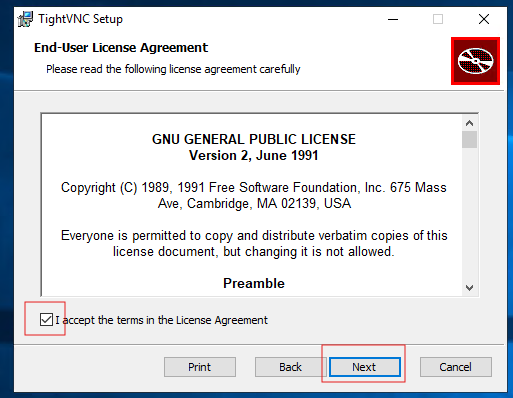 TightVNC Setup
End-User License Agreement
Please read the following license agreement carefully
GNU GENERAL PUBLIC LICENSE
Version 2, June 1991
Copyright (C) 1989, 1991 Free Software Foundation, Inc. 675 Mass
Ave, Cambridge, MA 02139, USA
Everyone is permitted to copy and distribute verbatim copies of this
license document, but changing it is not allowed.
Preamble
I accept the terms in the License Agreement
Print Back Next Cancel